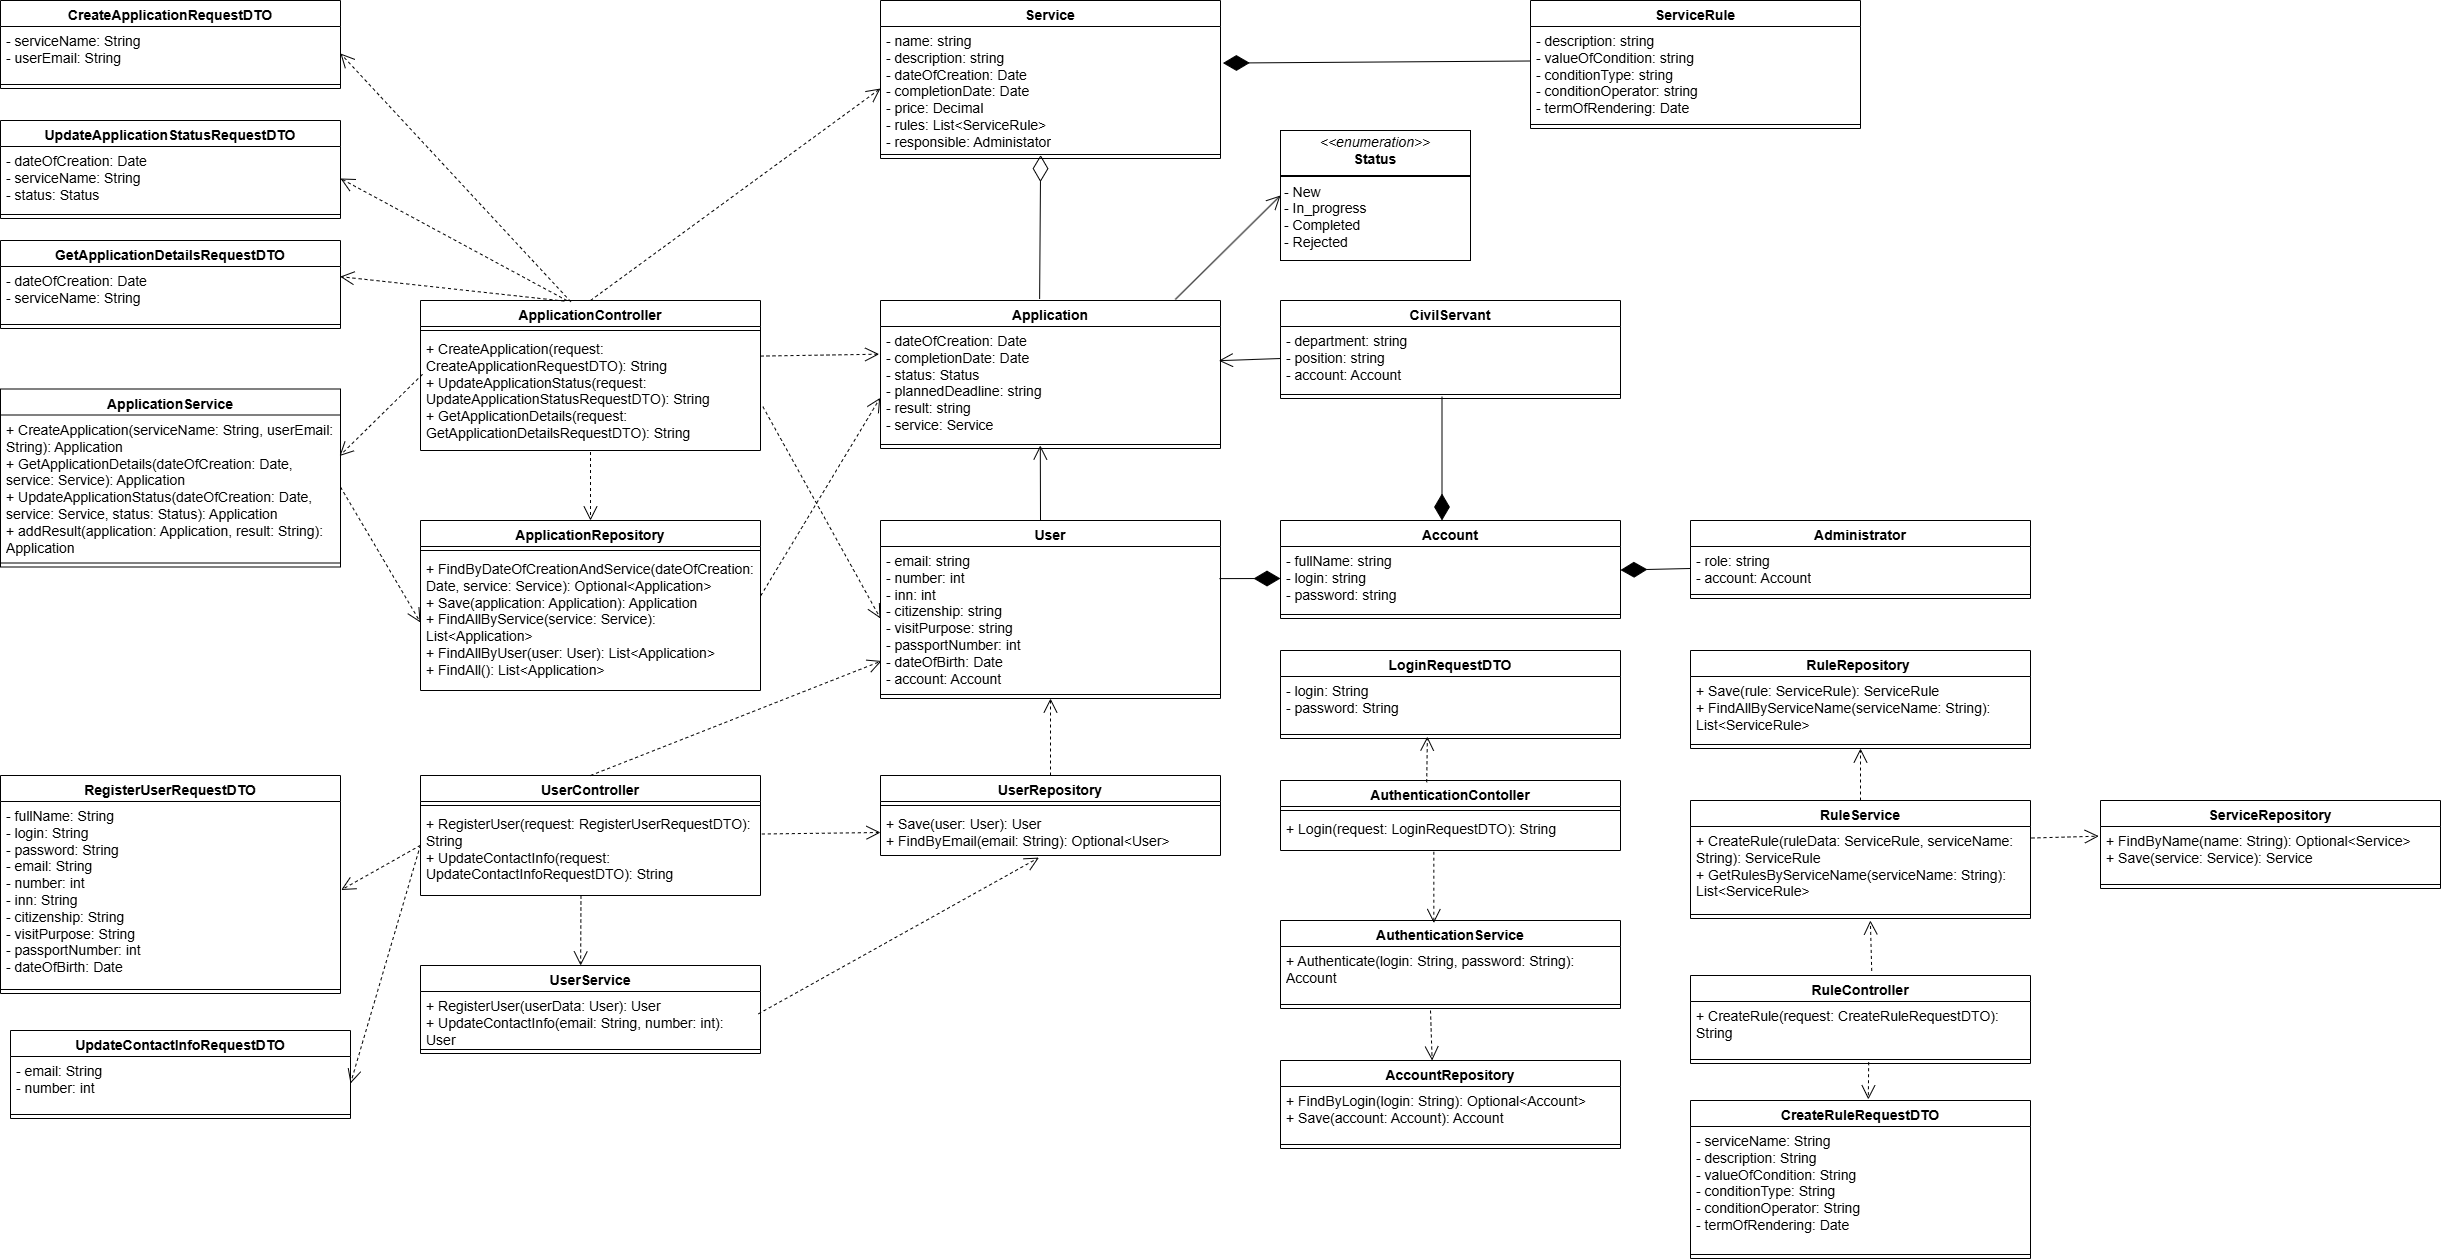 CreateApplicationRequestDTO
- serviceName: String
- userEmail: String
UpdateApplicationStatusRequestDTO
- dateOfCreation: Date
- serviceName: String
- status: Status
GetApplicationDetailsRequestDTO
- dateOfCreation: Date
- serviceName: String
Service
- name: string
- description: string
- dateOfCreation: Date
- completionDate: Date
- price: Decimal
- rules: List<ServiceRule>
- responsible: Administator
ServiceRule
- description: string
- valueOfCondition: string
- conditionType: string
- conditionOperator: string
- termOfRendering: Date
<<enumeration>>
Status
- New
- In_progress
- Completed
- Rejected
ApplicationController
+ CreateApplication(request:
CreateApplicationRequestDTO): String
+ UpdateApplicationStatus(request:
UpdateApplicationStatusRequestDTO): String
+ GetApplicationDetails(request:
GetApplicationDetailsRequestDTO): String
Application
- dateOfCreation: Date
- completionDate: Date
- status: Status
- plannedDeadline: string
- result: string
- service: Service
CivilServant
- department: string
- position: string
- account: Account
ApplicationService
+ CreateApplication(serviceName: String, userEmail:
String): Application
+ GetApplicationDetails(dateOfCreation: Date,
service: Service): Application
+ UpdateApplicationStatus(dateOfCreation: Date,
service: Service, status: Status): Application
+ addResult(application: Application, result: String):
Application
ApplicationRepository
+ FindByDateOfCreationAndService(dateOfCreation:
Date, service: Service): Optional<Application>
+ Save(application: Application): Application
+ FindAllByService(service: Service):
List<Application>
+ FindAllByUser(user: User): List<Application>
+ FindAll(): List<Application>
User
- email: string
- number: int
- inn: int
- citizenship: string
- visitPurpose: string
- passportNumber: int
- dateOfBirth: Date
- account: Account
Account
- fullName: string
- login: string
- password: string
Administrator
- role: string
- account: Account
LoginRequestDTO
- login: String
- password: String
RuleRepository
+ Save(rule: ServiceRule): ServiceRule
+ FindAllByServiceName(serviceName: String):
List<ServiceRule>
RegisterUserRequestDTO
- fullName: String
- login: String
- password: String
- email: String
- number: int
- inn: String
- citizenship: String
- visitPurpose: String
- passportNumber: int
- dateOfBirth: Date
UserController
+ RegisterUser(request: RegisterUserRequestDTO):
String
+ UpdateContactInfo(request:
UpdateContactInfoRequestDTO): String
UserRepository
+ Save(user: User): User
+ FindByEmail(email: String): Optional<User>
AuthenticationContoller
+ Login(request: LoginRequestDTO): String
RuleService
+ CreateRule(ruleData: ServiceRule, serviceName:
String): ServiceRule
+ GetRulesByServiceName(serviceName: String):
List<ServiceRule>
ServiceRepository
+ FindByName(name: String): Optional<Service>
+ Save(service: Service): Service
UserService
+ RegisterUser(userData: User): User
+ UpdateContactInfo(email: String, number: int):
User
AuthenticationService
+ Authenticate(login: String, password: String):
Account
RuleController
+ CreateRule(request: CreateRuleRequestDTO):
String
UpdateContactInfoRequestDTO
- email: String
- number: int
AccountRepository
+ FindByLogin(login: String): Optional<Account>
+ Save(account: Account): Account
CreateRuleRequestDTO
- serviceName: String
- description: String
- valueOfCondition: String
- conditionType: String
- conditionOperator: String
- termOfRendering: Date